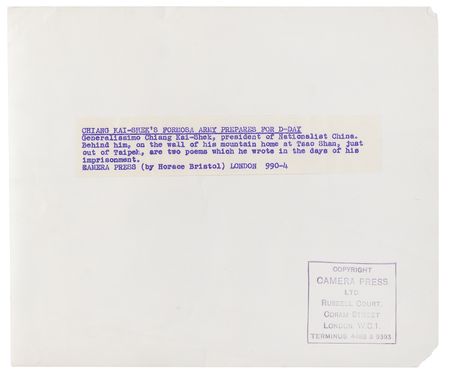 CHIANG KAI-SHEK'S FORMOSA ARMY PREPARES FOR D-DAY
Generalissimo Chiang Kai-Shek, president of Nationalist China.
Behind him, on the wall of his mountain home at Tsao Shan, just
out of Taipek, are two poems which he wrote in the days of his
imprisonment.
CAMERA PRESS (by Horace Bristol) LONDON 990-4
COPYRIGHT
CAMERA PRESS
LTD.
RUSSELL COURT,
CORAM STREET
LONDON, W.C.1.
TERMINUS 4488 & 9393